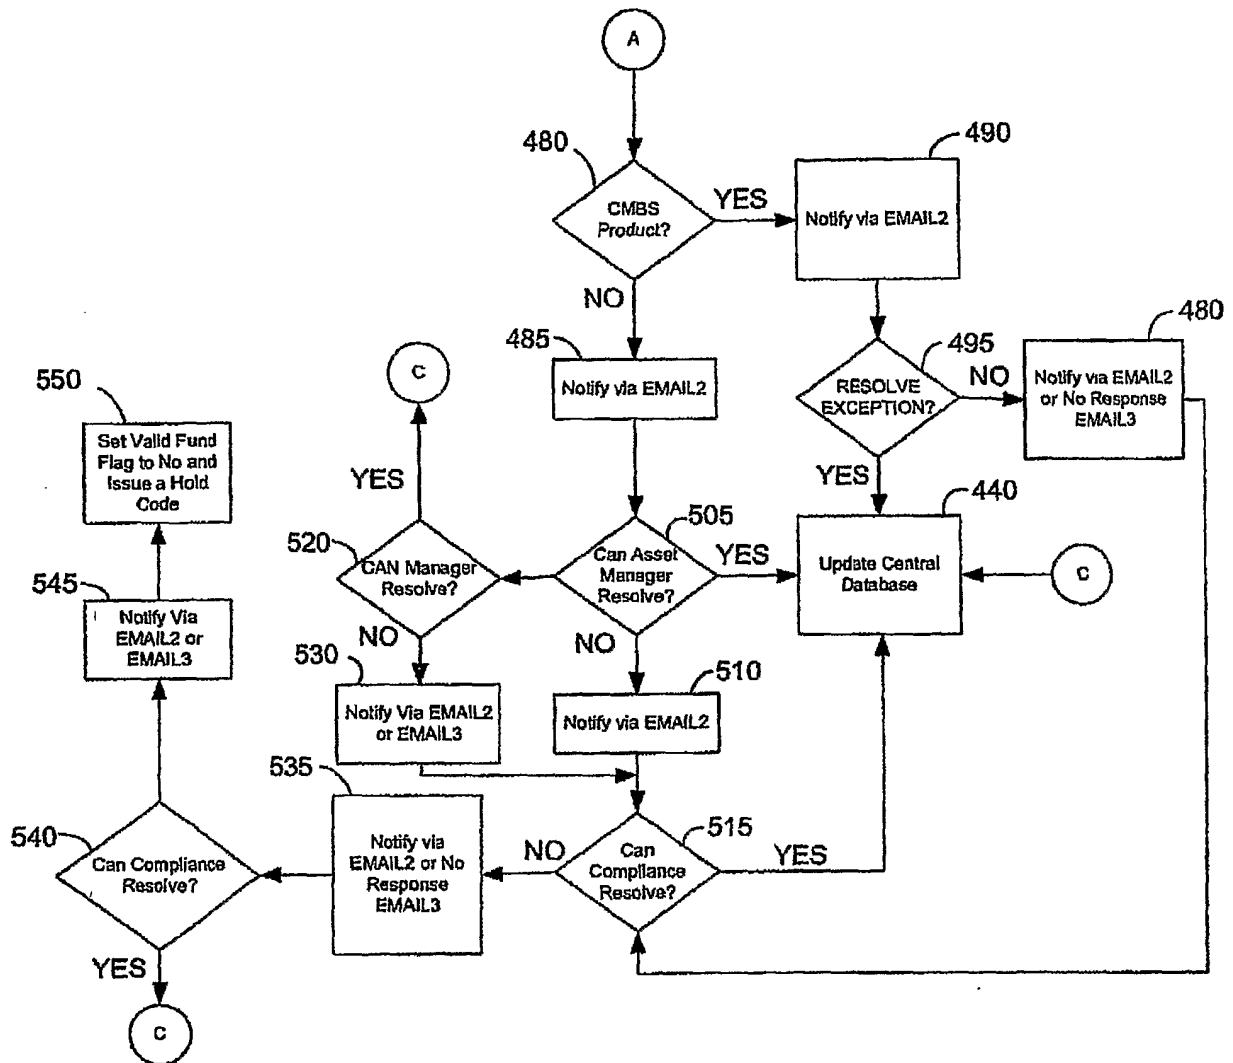 A
480
490
CMBS
Product?
YES
Notify via EMAIL2
NO
485
Notify via EMAIL2
495
RESOLVE
EXCEPTION?
NO
480
Notify via EMAIL2
or No Response
EMAIL3
YES
C
550
Set Valid Fund
Flag to No and
Issue a Hold
Code
YES
520
CAN Manager
Resolve?
505
Can Asset
Manager
Resolve?
YES
440
Update Central
Database
C
545
Notify Via
EMAIL2 or
EMAIL3
NO
NO
530
Notify Via EMAIL2
or EMAIL3
510
Notify via EMAIL2
535
Notify via
EMAIL2 or No
Response
EMAIL3
NO
515
Can
Compliance
Resolve?
YES
540
Can Compliance
Resolve?
YES
C